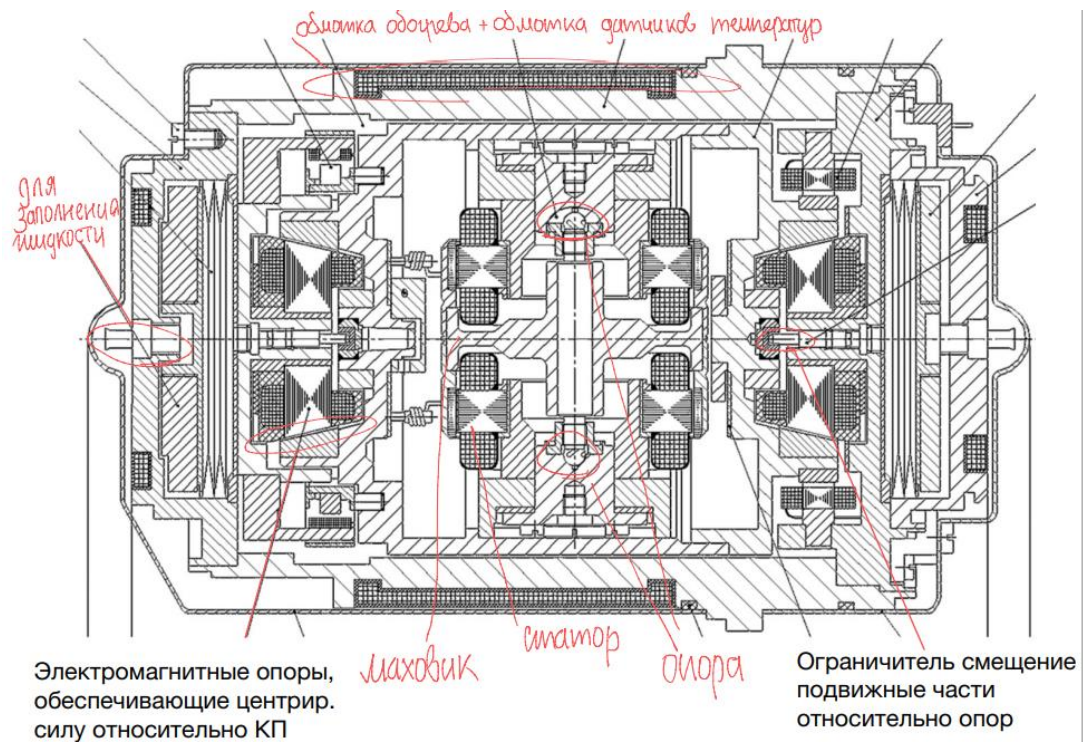 обмотка обогрева + обмотка датчиков температур
для
заполнения
жидкости
маховик
статор
опора
Электромагнитные опоры,
обеспечивающие центрир.
силу относительно КП
Ограничитель смещение
подвижные части
относительно опор